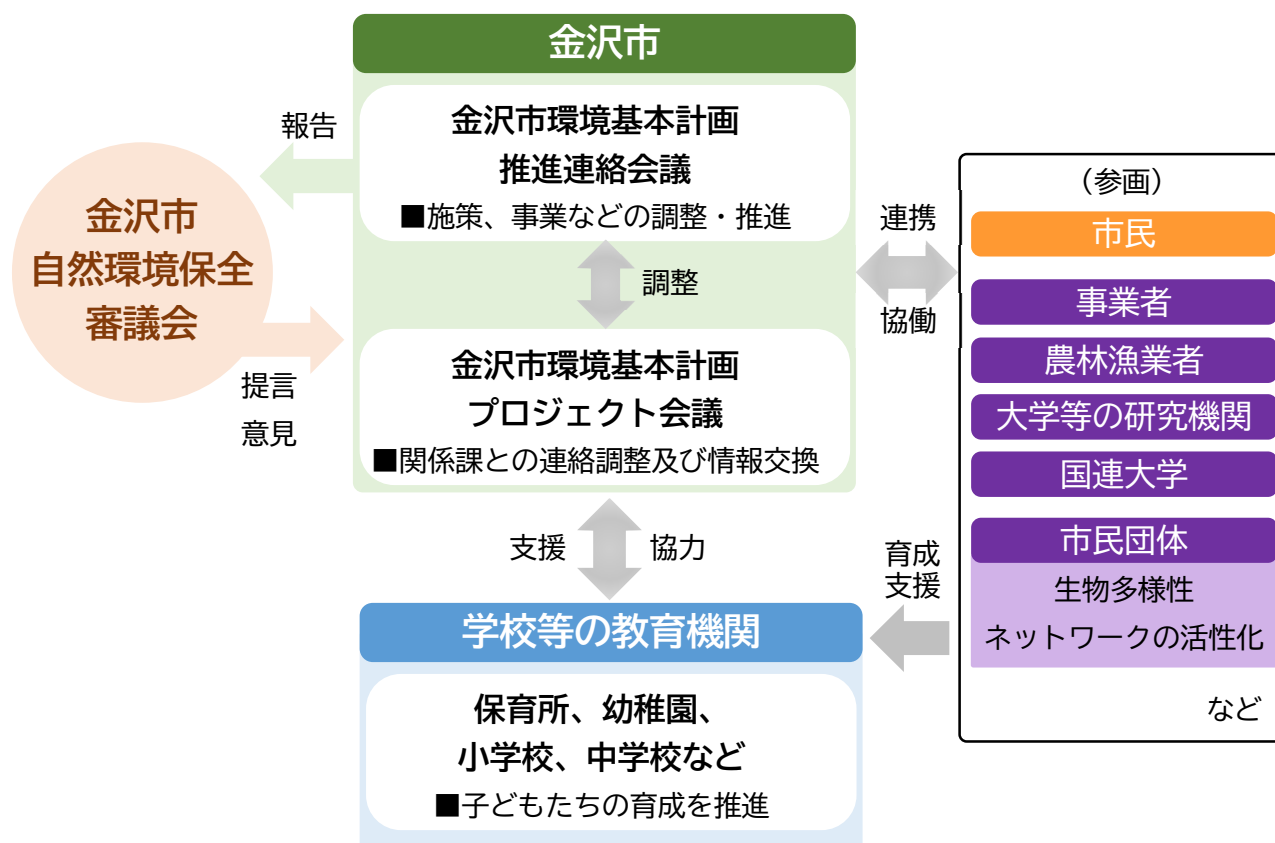 金沢市
金沢市環境基本計画
推進連絡会議
■施策、事業などの調整・推進
調整
金沢市環境基本計画
プロジェクト会議
■関係課との連絡調整及び情報交換
報告
金沢市
自然環境保全
審議会
提言
意見
連携
協働
（参画）
市民
事業者
農林漁業者
大学等の研究機関
国連大学
市民団体
生物多様性
ネットワークの活性化
など
支援
協力
育成
支援
学校等の教育機関
保育所、幼稚園、
小学校、中学校など
■子どもたちの育成を推進